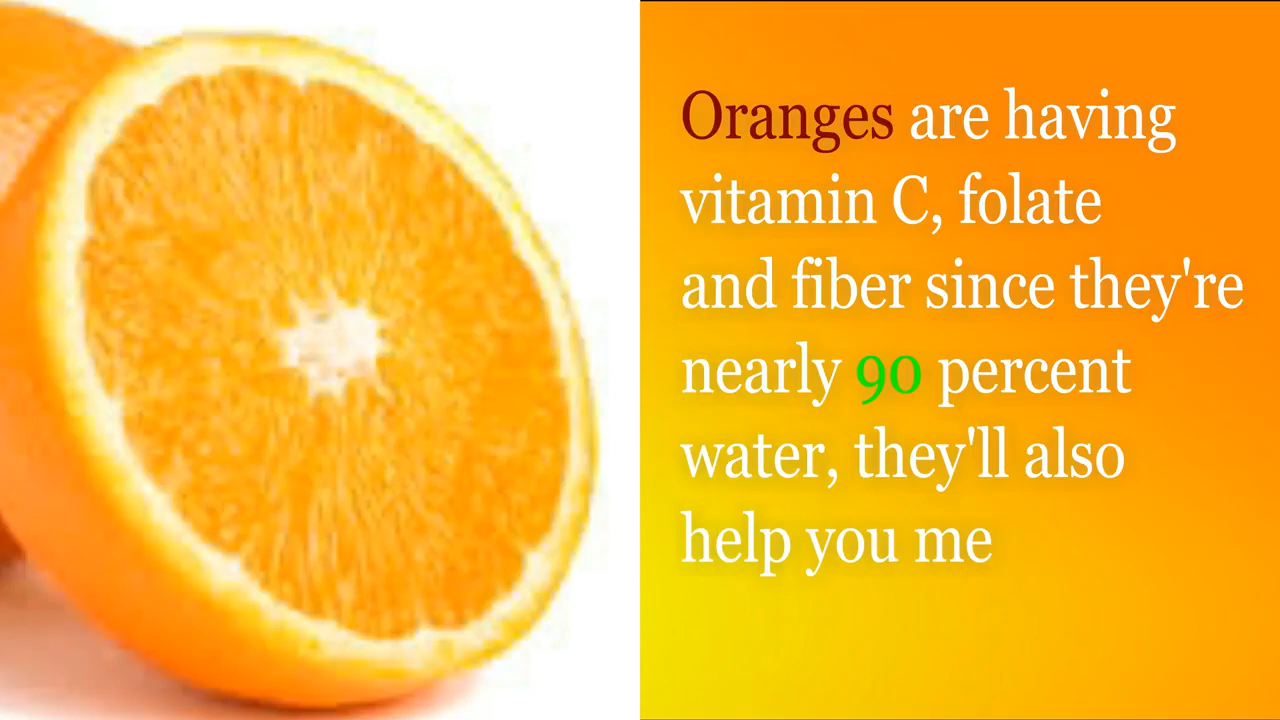 Oranges are having
vitamin C, folate
and fiber since they're
nearly 90 percent
water, they'll also
help you me